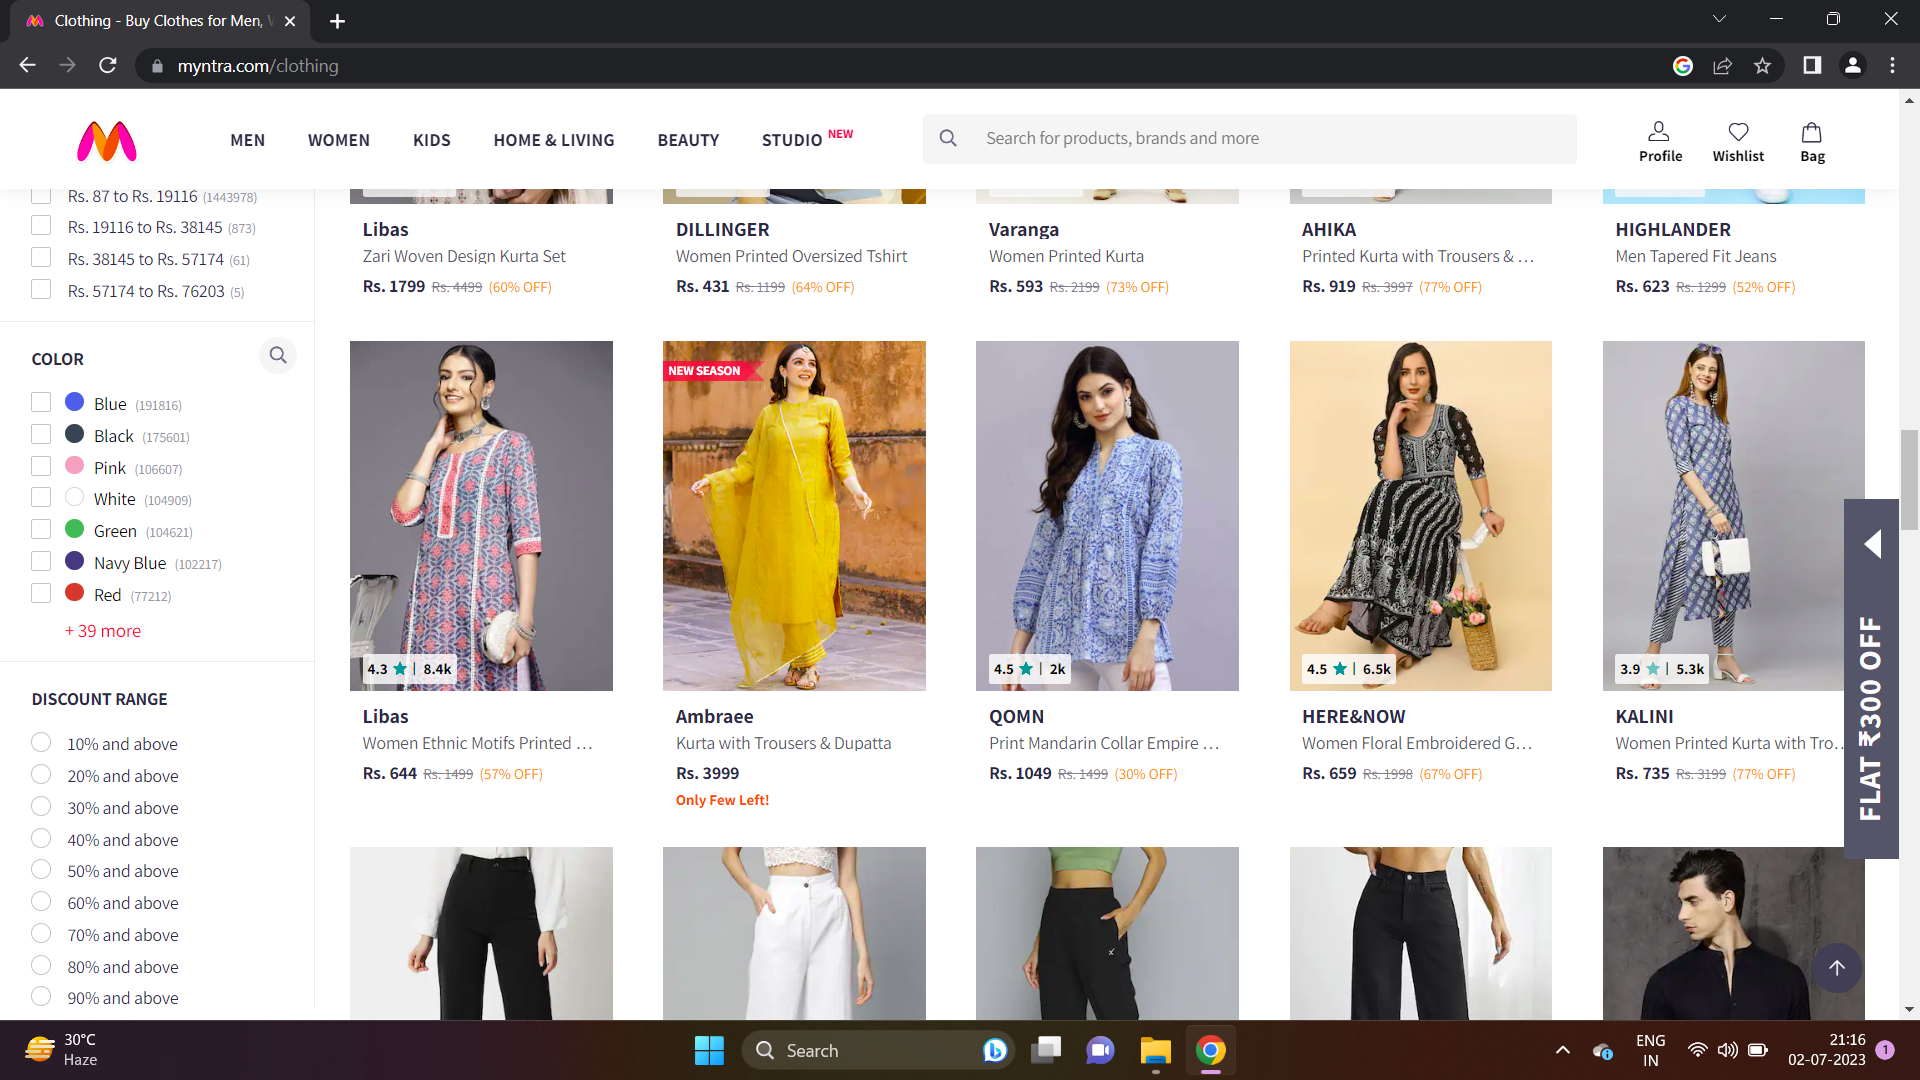 Clothing - Buy Clothes for Men,
myntra.com/clothing
MEN
WOMEN
KIDS
HOME & LIVING
BEAUTY
STUDIO NEW
Search for products, brands and more
Profile
Wishlist
Bag
Rs. 87 to Rs. 19116 (1443978)
Rs. 19116 to Rs. 38145 (873)
Rs. 38145 to Rs. 57174 (61)
Rs. 57174 to Rs. 76203 (5)
COLOR
Blue (191816)
Black (175601)
Pink (106607)
White (104909)
Green (104621)
Navy Blue (102217)
Red (77212)
+ 39 more
DISCOUNT RANGE
10% and above
20% and above
30% and above
40% and above
50% and above
60% and above
70% and above
80% and above
90% and above
Libas
Zari Woven Design Kurta Set
Rs. 1799 Rs. 4499 (60% OFF)
DILLINGER
Women Printed Oversized Tshirt
Rs. 431 Rs. 1199 (64% OFF)
Varanga
Women Printed Kurta
Rs. 593 Rs. 2199 (73% OFF)
AHIKA
Printed Kurta with Trousers & ...
Rs. 919 Rs. 3997 (77% OFF)
HIGHLANDER
Men Tapered Fit Jeans
Rs. 623 Rs. 1299 (52% OFF)
4.3 ★ | 8.4k
Libas
Women Ethnic Motifs Printed ...
Rs. 644 Rs. 1499 (57% OFF)
NEW SEASON
Ambraee
Kurta with Trousers & Dupatta
Rs. 3999
Only Few Left!
4.5 ★ | 2k
QOMN
Print Mandarin Collar Empire ...
Rs. 1049 Rs. 1499 (30% OFF)
4.5 ★ | 6.5k
HERE&NOW
Women Floral Embroidered G...
Rs. 659 Rs. 1998 (67% OFF)
3.9 ★ | 5.3k
KALINI
Women Printed Kurta with Tro...
Rs. 735 Rs. 3199 (77% OFF)
FLAT ₹300 OFF
30°C
Haze
Search
ENG
IN
21:16
02-07-2023
1